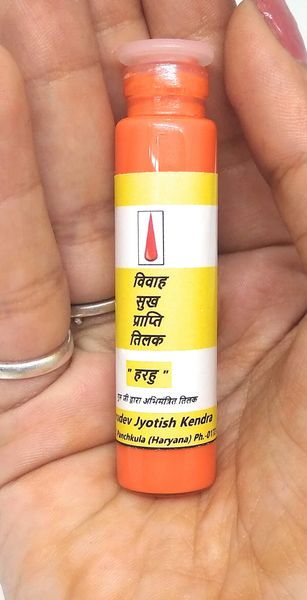 विवाह
सुख
प्राप्ति
तिलक
" हरहु "
जी द्वारा अभिमंत्रित तिलक
Jyotish Kendra
Panchkula (Haryana) Ph.-